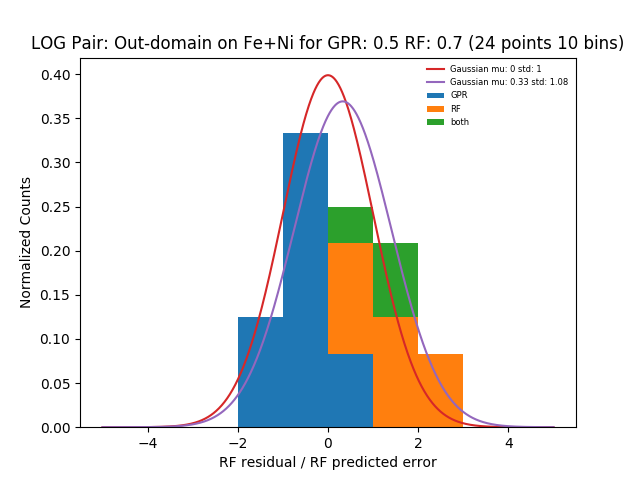 LOG Pair: Out-domain on Fe+Ni for GPR: 0.5 RF: 0.7 (24 points 10 bins)
Gaussian mu: 0 std: 1
Gaussian mu: 0.33 std: 1.08
GPR
RF
both
Normalized Counts
0.40
0.35
0.30
0.25
0.20
0.15
0.10
0.05
0.00
−4 −2 0 2 4
RF residual / RF predicted error